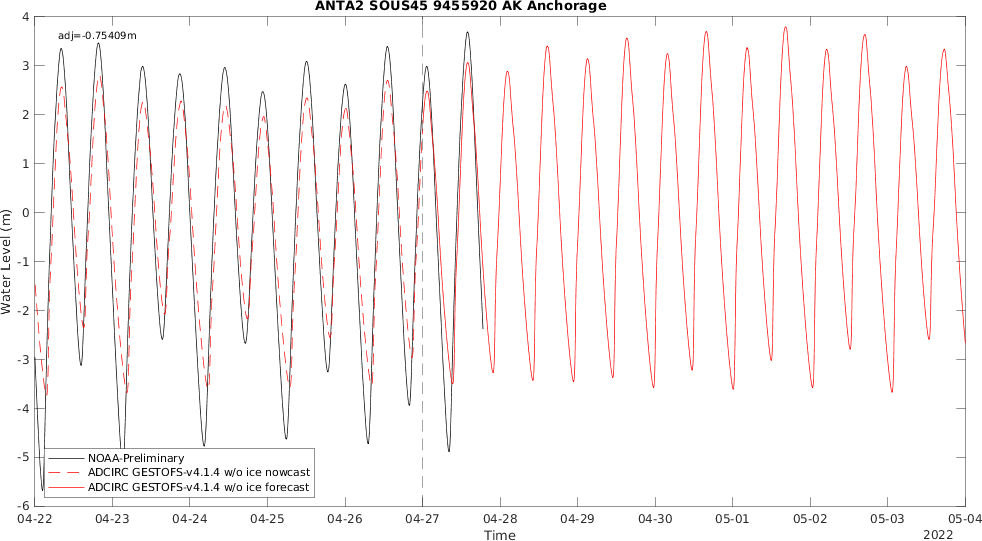 ANTA2 SOUS45 9455920 AK Anchorage
adj=-0.75409m
4
3
2
1
0
-1
-2
-3
-4
-5
-6
Water Level (m)
NOAA-Preliminary
ADCIRC GESTOFS-v4.1.4 w/o ice nowcast
ADCIRC GESTOFS-v4.1.4 w/o ice forecast
04-22 04-23 04-24 04-25 04-26 04-27 04-28 04-29 04-30 05-01 05-02 05-03 05-04
Time
2022